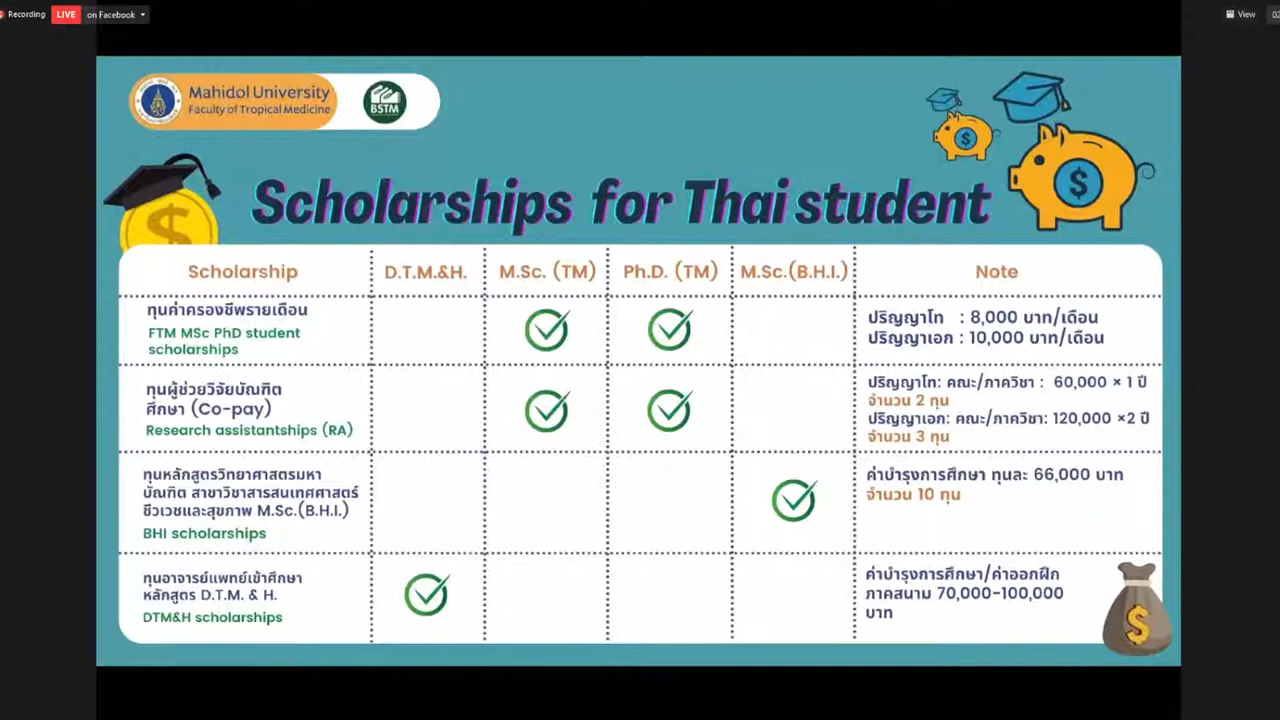 Recording LIVE on Facebook
View 02
Mahidol University
Faculty of Tropical Medicine
BSTM
Scholarships for Thai student
Scholarship D.T.M.&H. M.Sc. (TM) Ph.D. (TM) M.Sc.(B.H.I.) Note
ทุนค่าครองชีพรายเดือน
FTM MSc PhD student
scholarships
ปริญญาโท : 8,000 บาท/เดือน
ปริญญาเอก : 10,000 บาท/เดือน
ทุนผู้ช่วยวิจัยบัณฑิต
ศึกษา (Co-pay)
Research assistantships (RA)
ปริญญาโท: คณะ/ภาควิชา : 60,000 × 1 ปี
จำนวน 2 ทุน
ปริญญาเอก: คณะ/ภาควิชา: 120,000 ×2 ปี
จำนวน 3 ทุน
ทุนหลักสูตรวิทยาศาสตรมหา
บัณฑิต สาขาวิชาสารสนเทศศาสตร์
ชีวเวชและสุขภาพ M.Sc.(B.H.I.)
BHI scholarships
ค่าบำรุงการศึกษา ทุนละ 66,000 บาท
จำนวน 10 ทุน
ทุนอาจารย์แพทย์เข้าศึกษา
หลักสูตร D.T.M. & H.
DTM&H scholarships
ค่าบำรุงการศึกษา/ค่าออกฝึก
ภาคสนาม 70,000-100,000
บาท